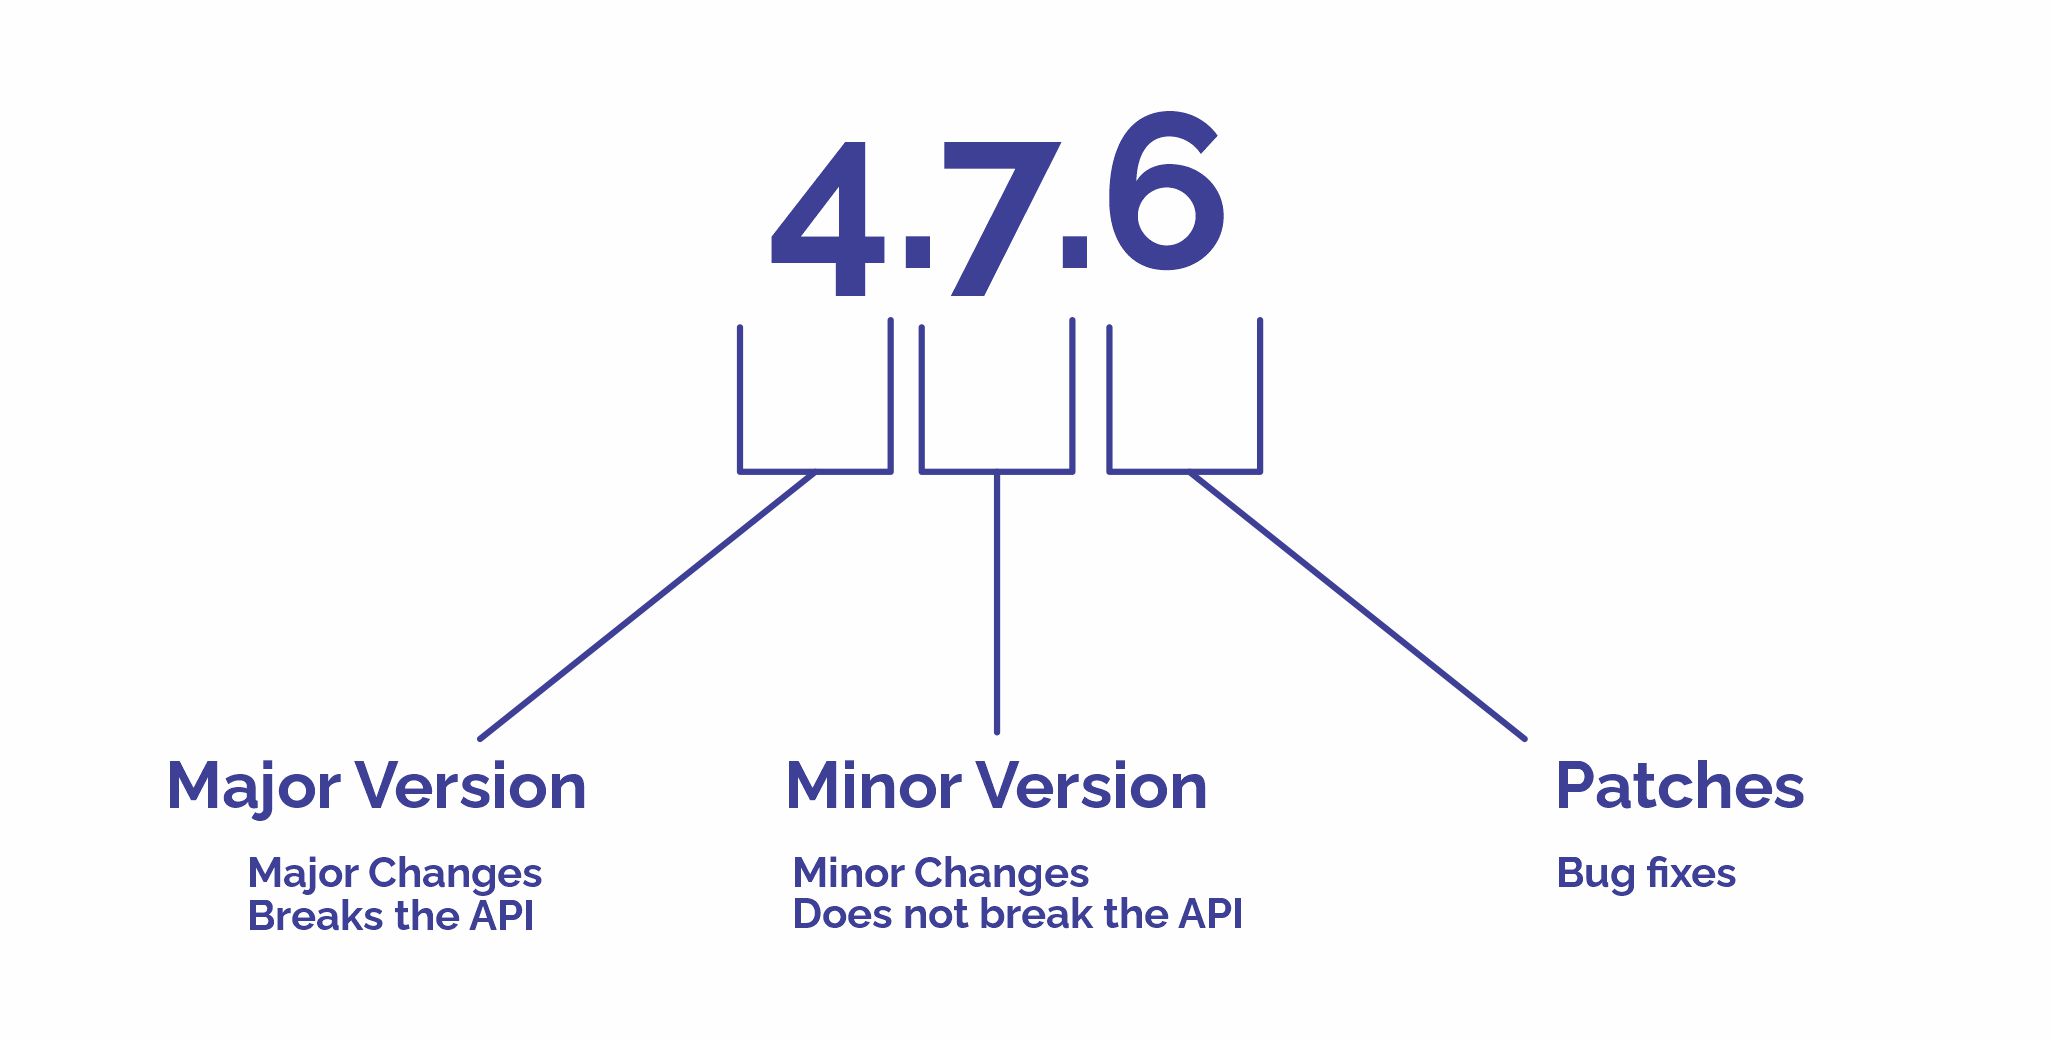 4.7.6
Major Version
Major Changes
Breaks the API
Minor Version
Minor Changes
Does not break the API
Patches
Bug fixes